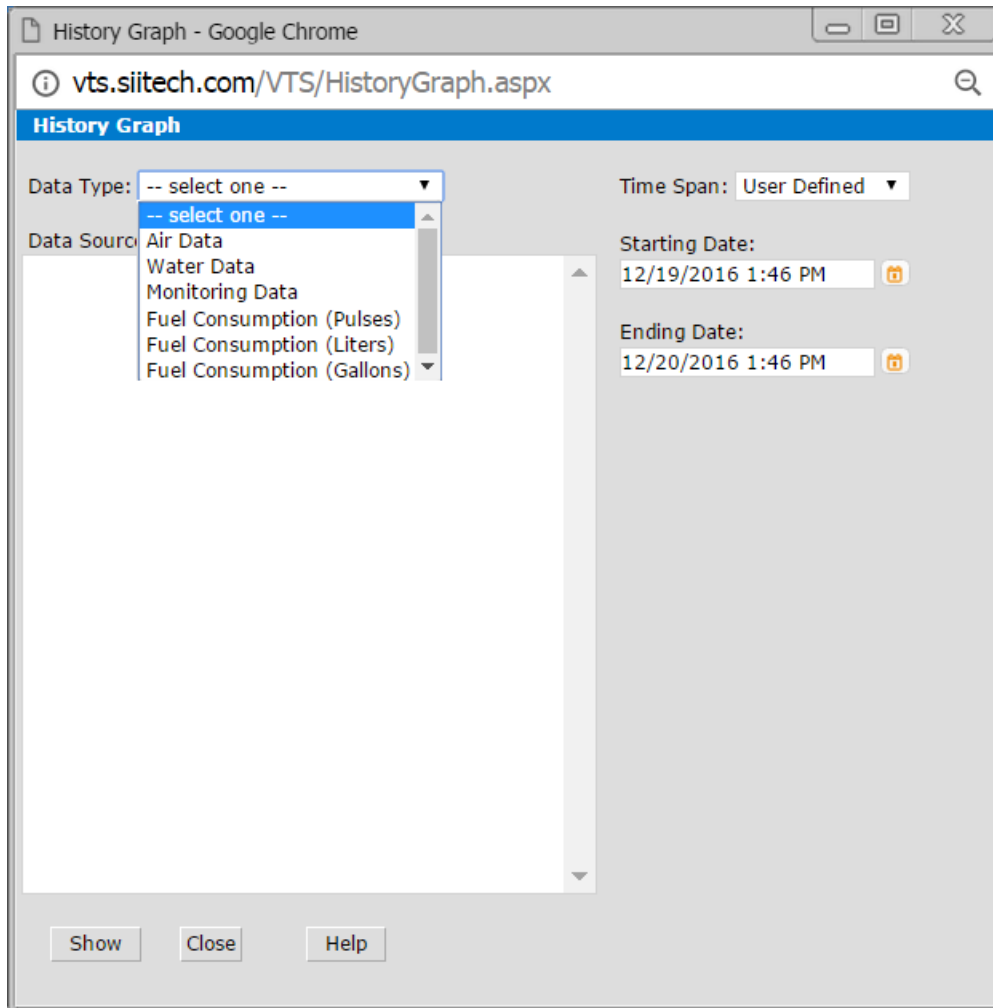 History Graph - Google Chrome
vts.siitech.com/VTS/HistoryGraph.aspx
History Graph
Data Type: -- select one --
Time Span: User Defined
-- select one --
Air Data
Water Data
Monitoring Data
Fuel Consumption (Pulses)
Fuel Consumption (Liters)
Fuel Consumption (Gallons)
Data Sourc
Starting Date:
12/19/2016 1:46 PM
Ending Date:
12/20/2016 1:46 PM
Show Close Help